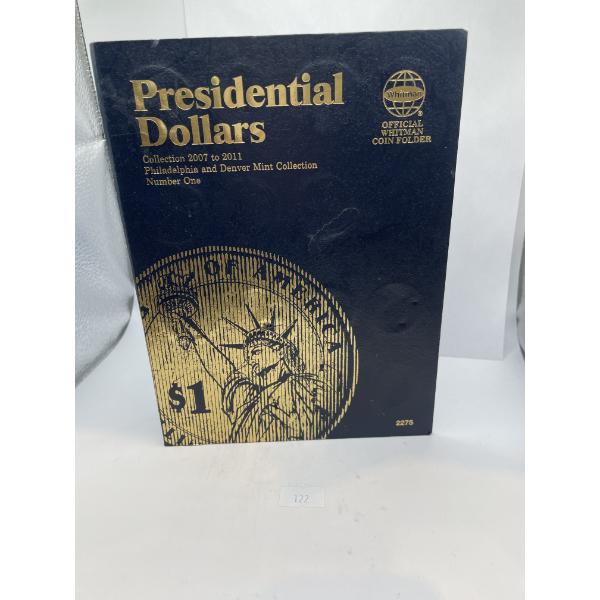 Presidential
Dollars
Collection 2007 to 2011
Philadelphia and Denver Mint Collection
Number One
Whitman
®
OFFICIAL
WHITMAN
COIN FOLDER
OF AMERICA
$1
2275
122